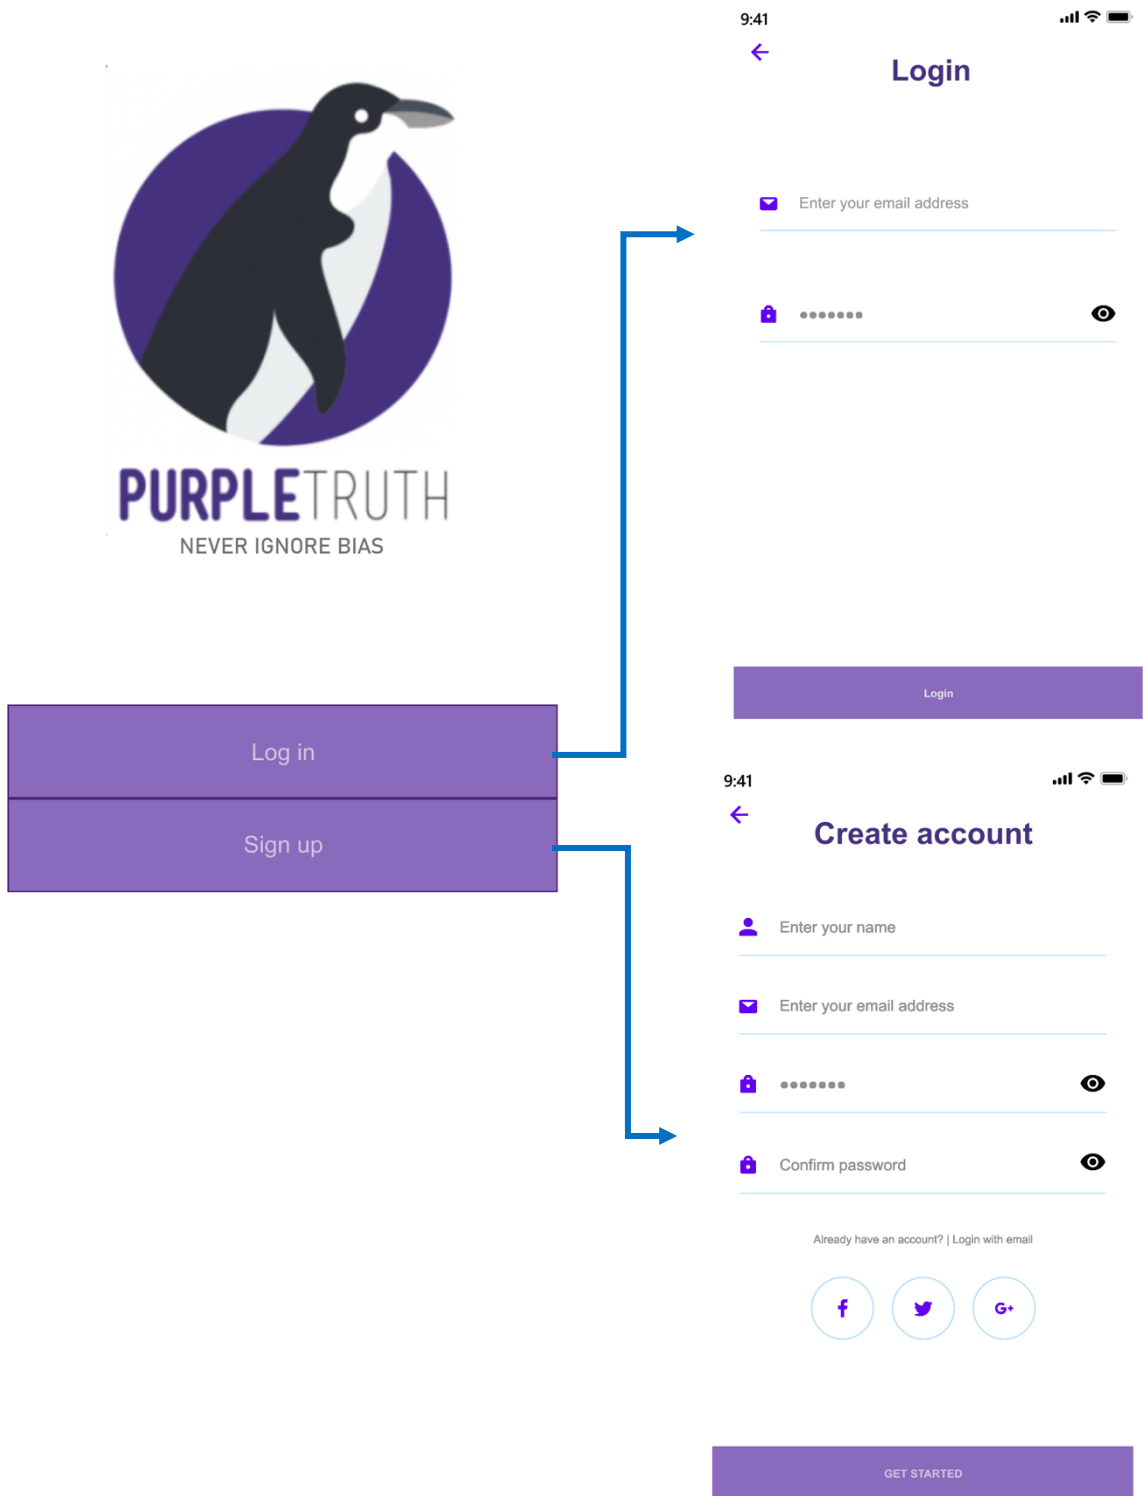 PURPLETRUTH
NEVER IGNORE BIAS
Log in
Sign up
9:41
Login
Enter your email address
Login
9:41
Create account
Enter your name
Enter your email address
Confirm password
Already have an account? | Login with email
f
G+
GET STARTED